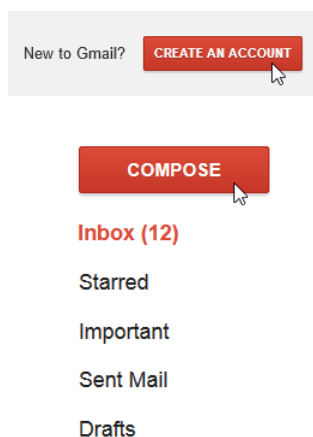 New to Gmail? CREATE AN ACCOUNT
COMPOSE
Inbox (12)
Starred
Important
Sent Mail
Drafts